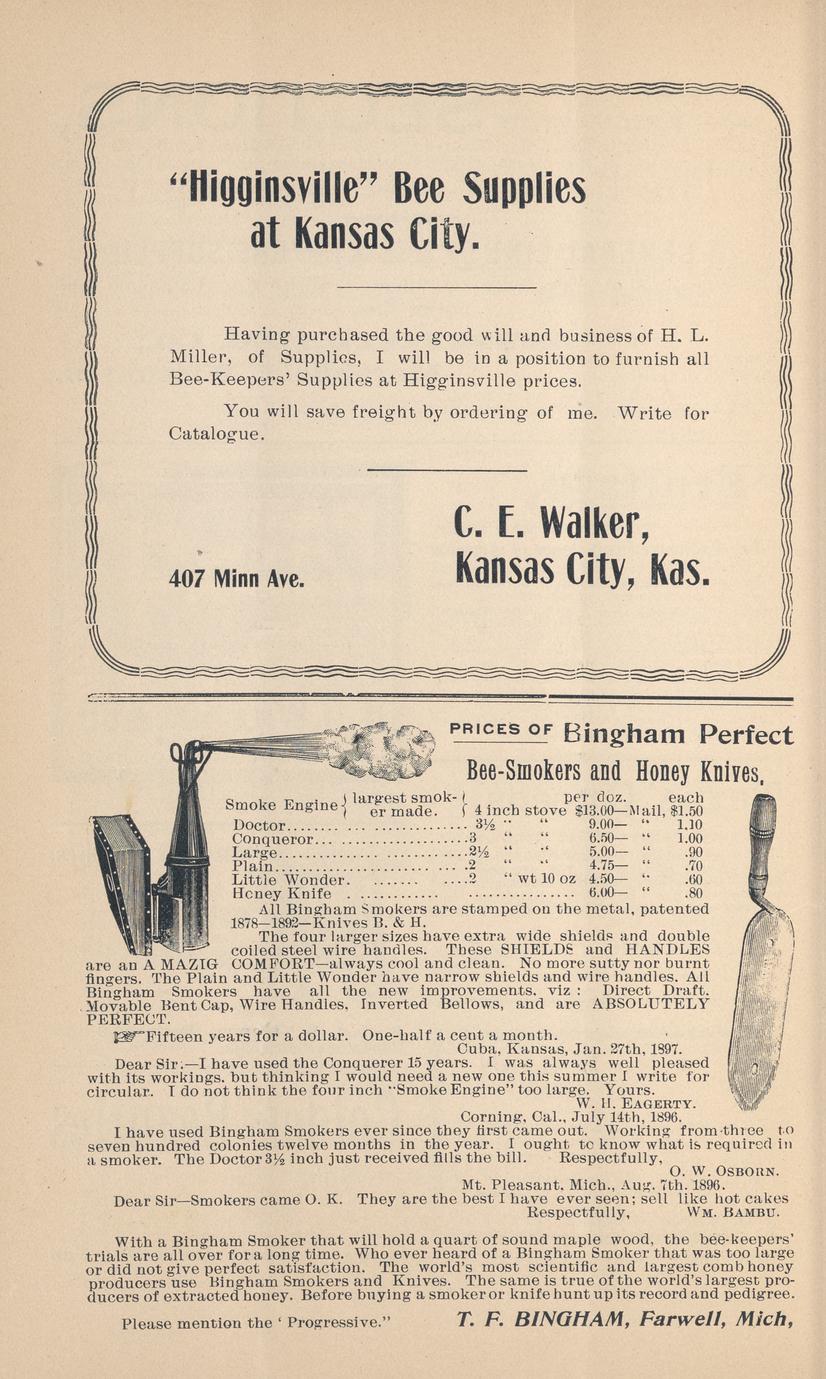 “Higginsville” Bee Supplies
at Kansas City.
Having purchased the good will and business of H. L.
Miller, of Supplies, I will be in a position to furnish all
Bee-Keepers’ Supplies at Higginsville prices.
You will save freight by ordering of me. Write for
Catalogue.
C. E. Walker,
407 Minn Ave. Kansas City, Kas.
PRICES OF Bingham Perfect
Bee-Smokers and Honey Knives,
Smoke Engine { largest smok- { per doz. each
er made. 4 inch stove $13.00—Mail, $1.50
Doctor........ ... ................ 3½ “ “ 9.00— “ 1.10
Conqueror... ......................3 “ “ 6.50— “ 1.00
Large............... ..............2½ “ “ 5.00— “ .90
Plain...................... .... .2 “ “ 4.75— “ .70
Little Wonder. ....... ....2 “ wt 10 oz 4.50— “ .60
Honey Knife . ............ ................ 6.00— “ .80
All Bingham Smokers are stamped on the metal, patented
1878—1892—Knives B. & H.
The four larger sizes have extra wide shields and double
coiled steel wire handles. These SHIELDS and HANDLES
are an A MAZIG COMFORT—always cool and clean. No more sutty nor burnt
fingers. The Plain and Little Wonder have narrow shields and wire handles. All
Bingham Smokers have all the new improvements, viz : Direct Draft.
Movable Bent Cap, Wire Handles, Inverted Bellows, and are ABSOLUTELY
PERFECT.
☞Fifteen years for a dollar. One-half a cent a month.
Cuba, Kansas, Jan. 27th, 1897.
Dear Sir:—I have used the Conquerer 15 years. I was always well pleased
with its workings. but thinking I would need a new one this summer I write for
circular. I do not think the four inch “Smoke Engine” too large. Yours.
W. H. EAGERTY.
Corning, Cal., July 14th, 1896.
I have used Bingham Smokers ever since they first came out. Working from three to
seven hundred colonies twelve months in the year. I ought to know what is required in
a smoker. The Doctor 3½ inch just received fills the bill. Respectfully,
O. W. OSBORN.
Mt. Pleasant, Mich., Aug. 7th. 1896.
Dear Sir—Smokers came O. K. They are the best I have ever seen; sell like hot cakes
Respectfully, WM. BAMBU.
With a Bingham Smoker that will hold a quart of sound maple wood, the bee-keepers’
trials are all over for a long time. Who ever heard of a Bingham Smoker that was too large
or did not give perfect satisfaction. The world’s most scientific and largest comb honey
producers use Bingham Smokers and Knives. The same is true of the world’s largest pro-
ducers of extracted honey. Before buying a smoker or knife hunt up its record and pedigree.
Please mention the ‘ Progressive.” T. F. BINGHAM, Farwell, Mich,